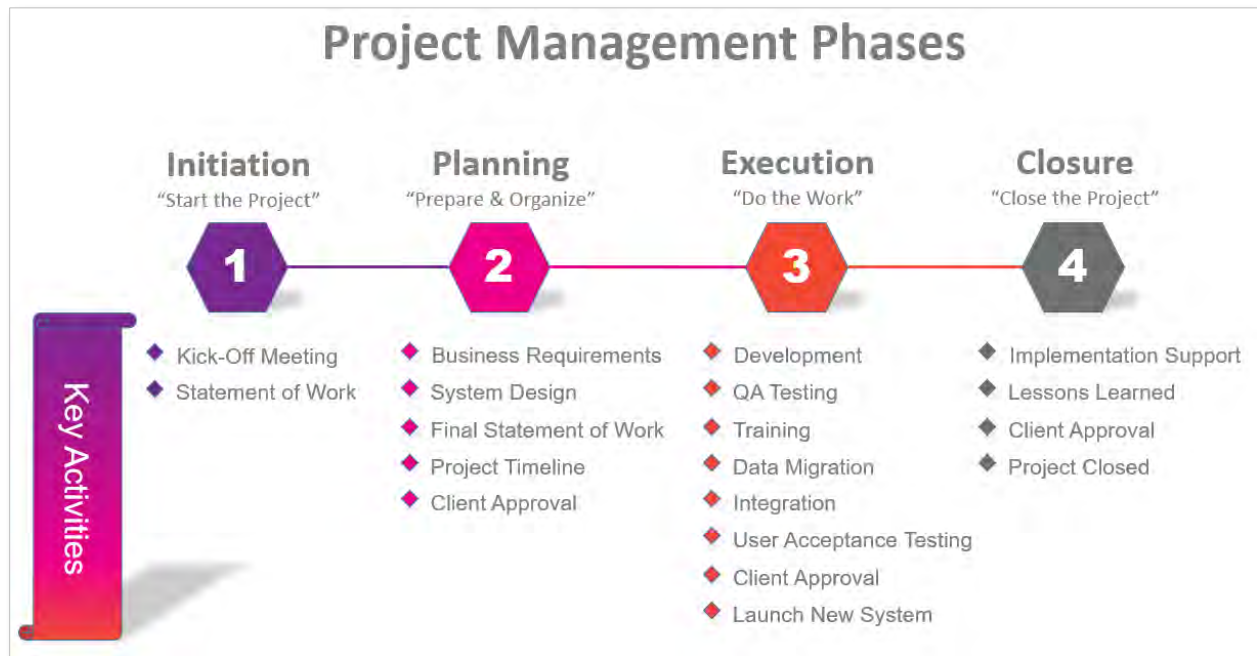 Project Management Phases
Initiation
“Start the Project”
1
Kick-Off Meeting
Statement of Work
Planning
“Prepare & Organize”
2
Business Requirements
System Design
Final Statement of Work
Project Timeline
Client Approval
Execution
“Do the Work”
3
Development
QA Testing
Training
Data Migration
Integration
User Acceptance Testing
Client Approval
Launch New System
Closure
“Close the Project”
4
Implementation Support
Lessons Learned
Client Approval
Project Closed
Key Activities